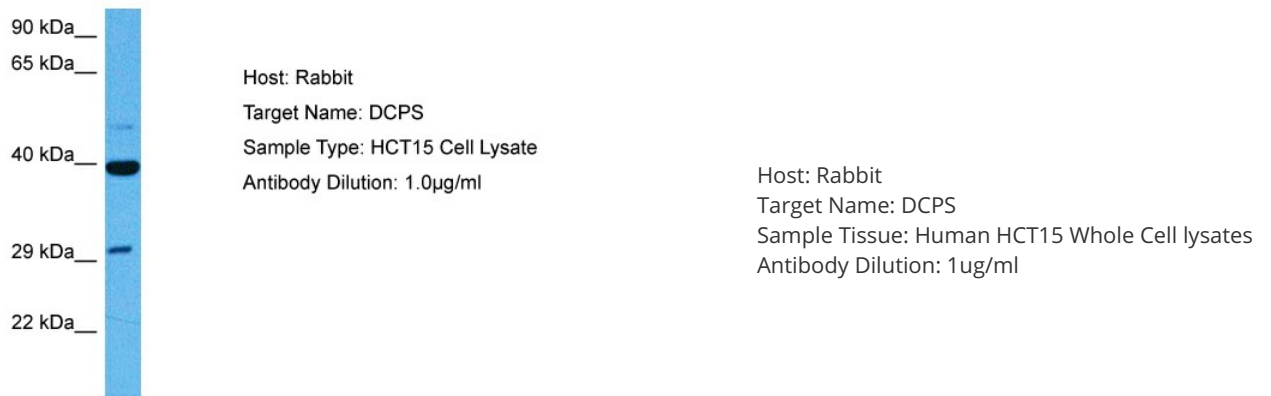 90 kDa__
65 kDa__
40 kDa__
29 kDa__
22 kDa__
Host: Rabbit
Target Name: DCPS
Sample Type: HCT15 Cell Lysate
Antibody Dilution: 1.0µg/ml
Host: Rabbit
Target Name: DCPS
Sample Tissue: Human HCT15 Whole Cell lysates
Antibody Dilution: 1ug/ml